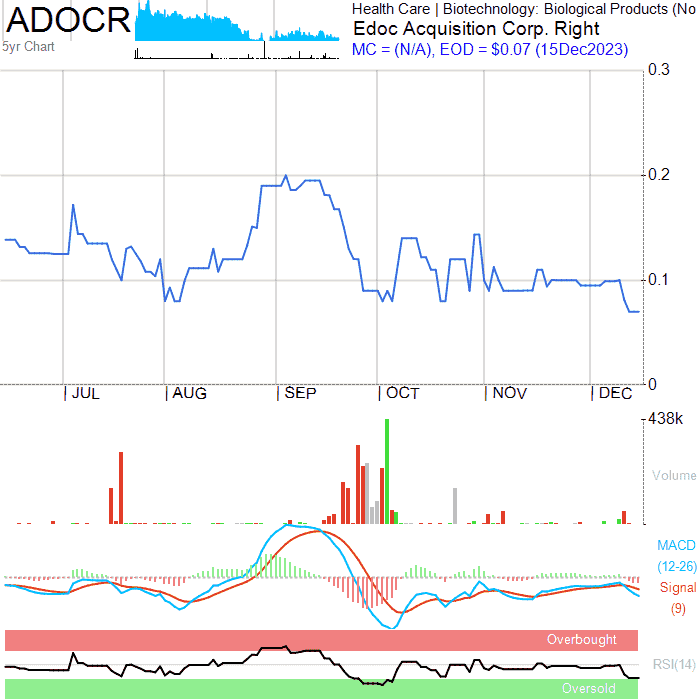 ADOCR
5yr Chart
Health Care | Biotechnology: Biological Products (No
Edoc Acquisition Corp. Right
MC = (N/A), EOD = $0.07 (15Dec2023)
0.3
0.2
0.1
0
JUL AUG SEP OCT NOV DEC
438k
Volume
MACD
(12-26)
Signal
(9)
Overbought
RSI(14)
Oversold